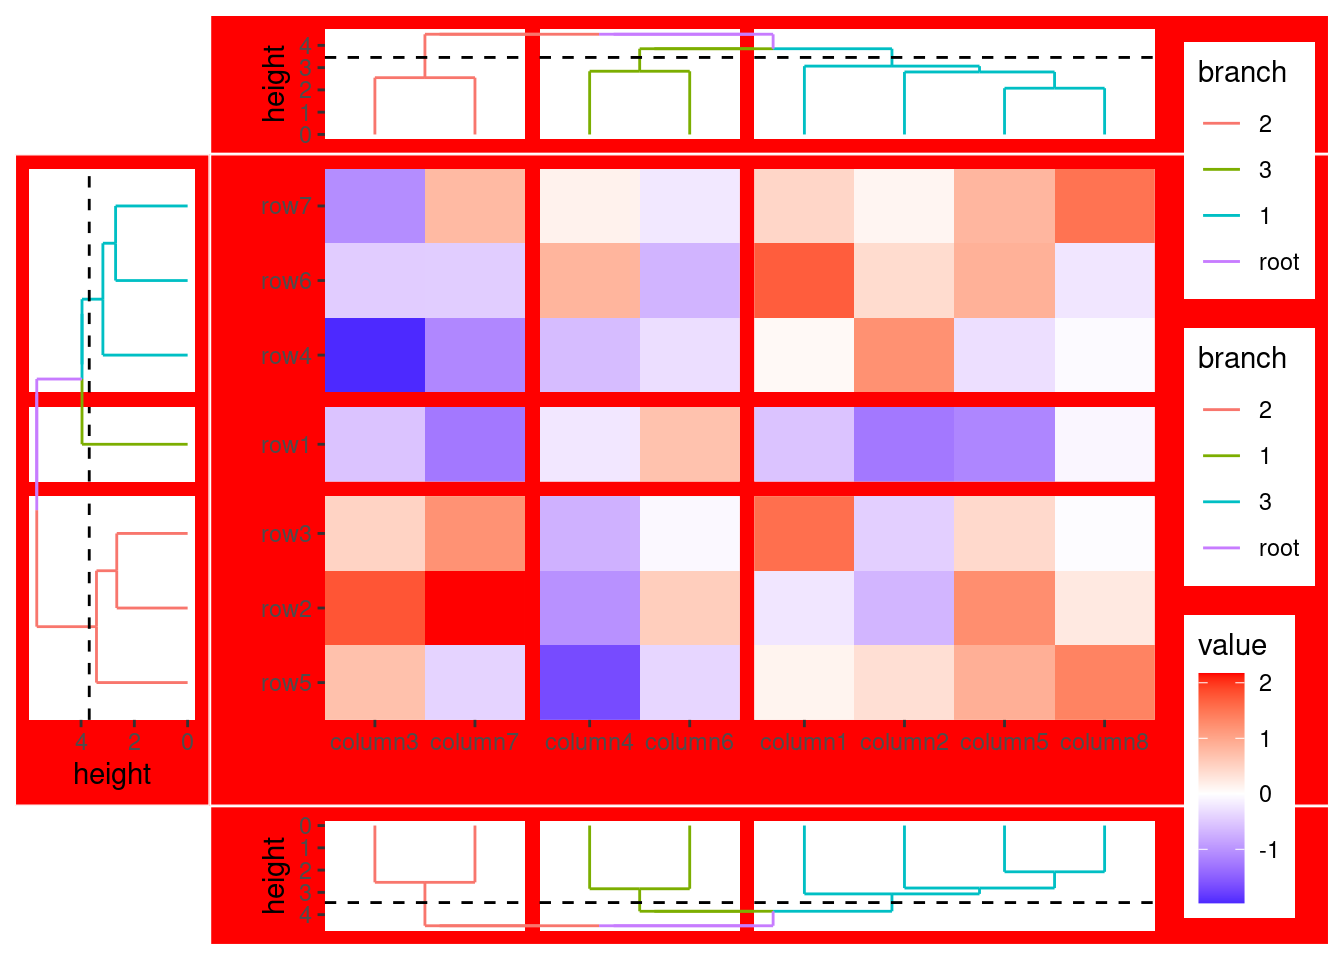 height
4
3
2
1
0
branch
2
3
1
root
row7
row6
row4
row1
row3
row2
row5
branch
2
1
3
root
value
2
1
0
-1
4 2 0
height
column3 column7 column4 column6 column1 column2 column5 column8
height
0
1
2
3
4